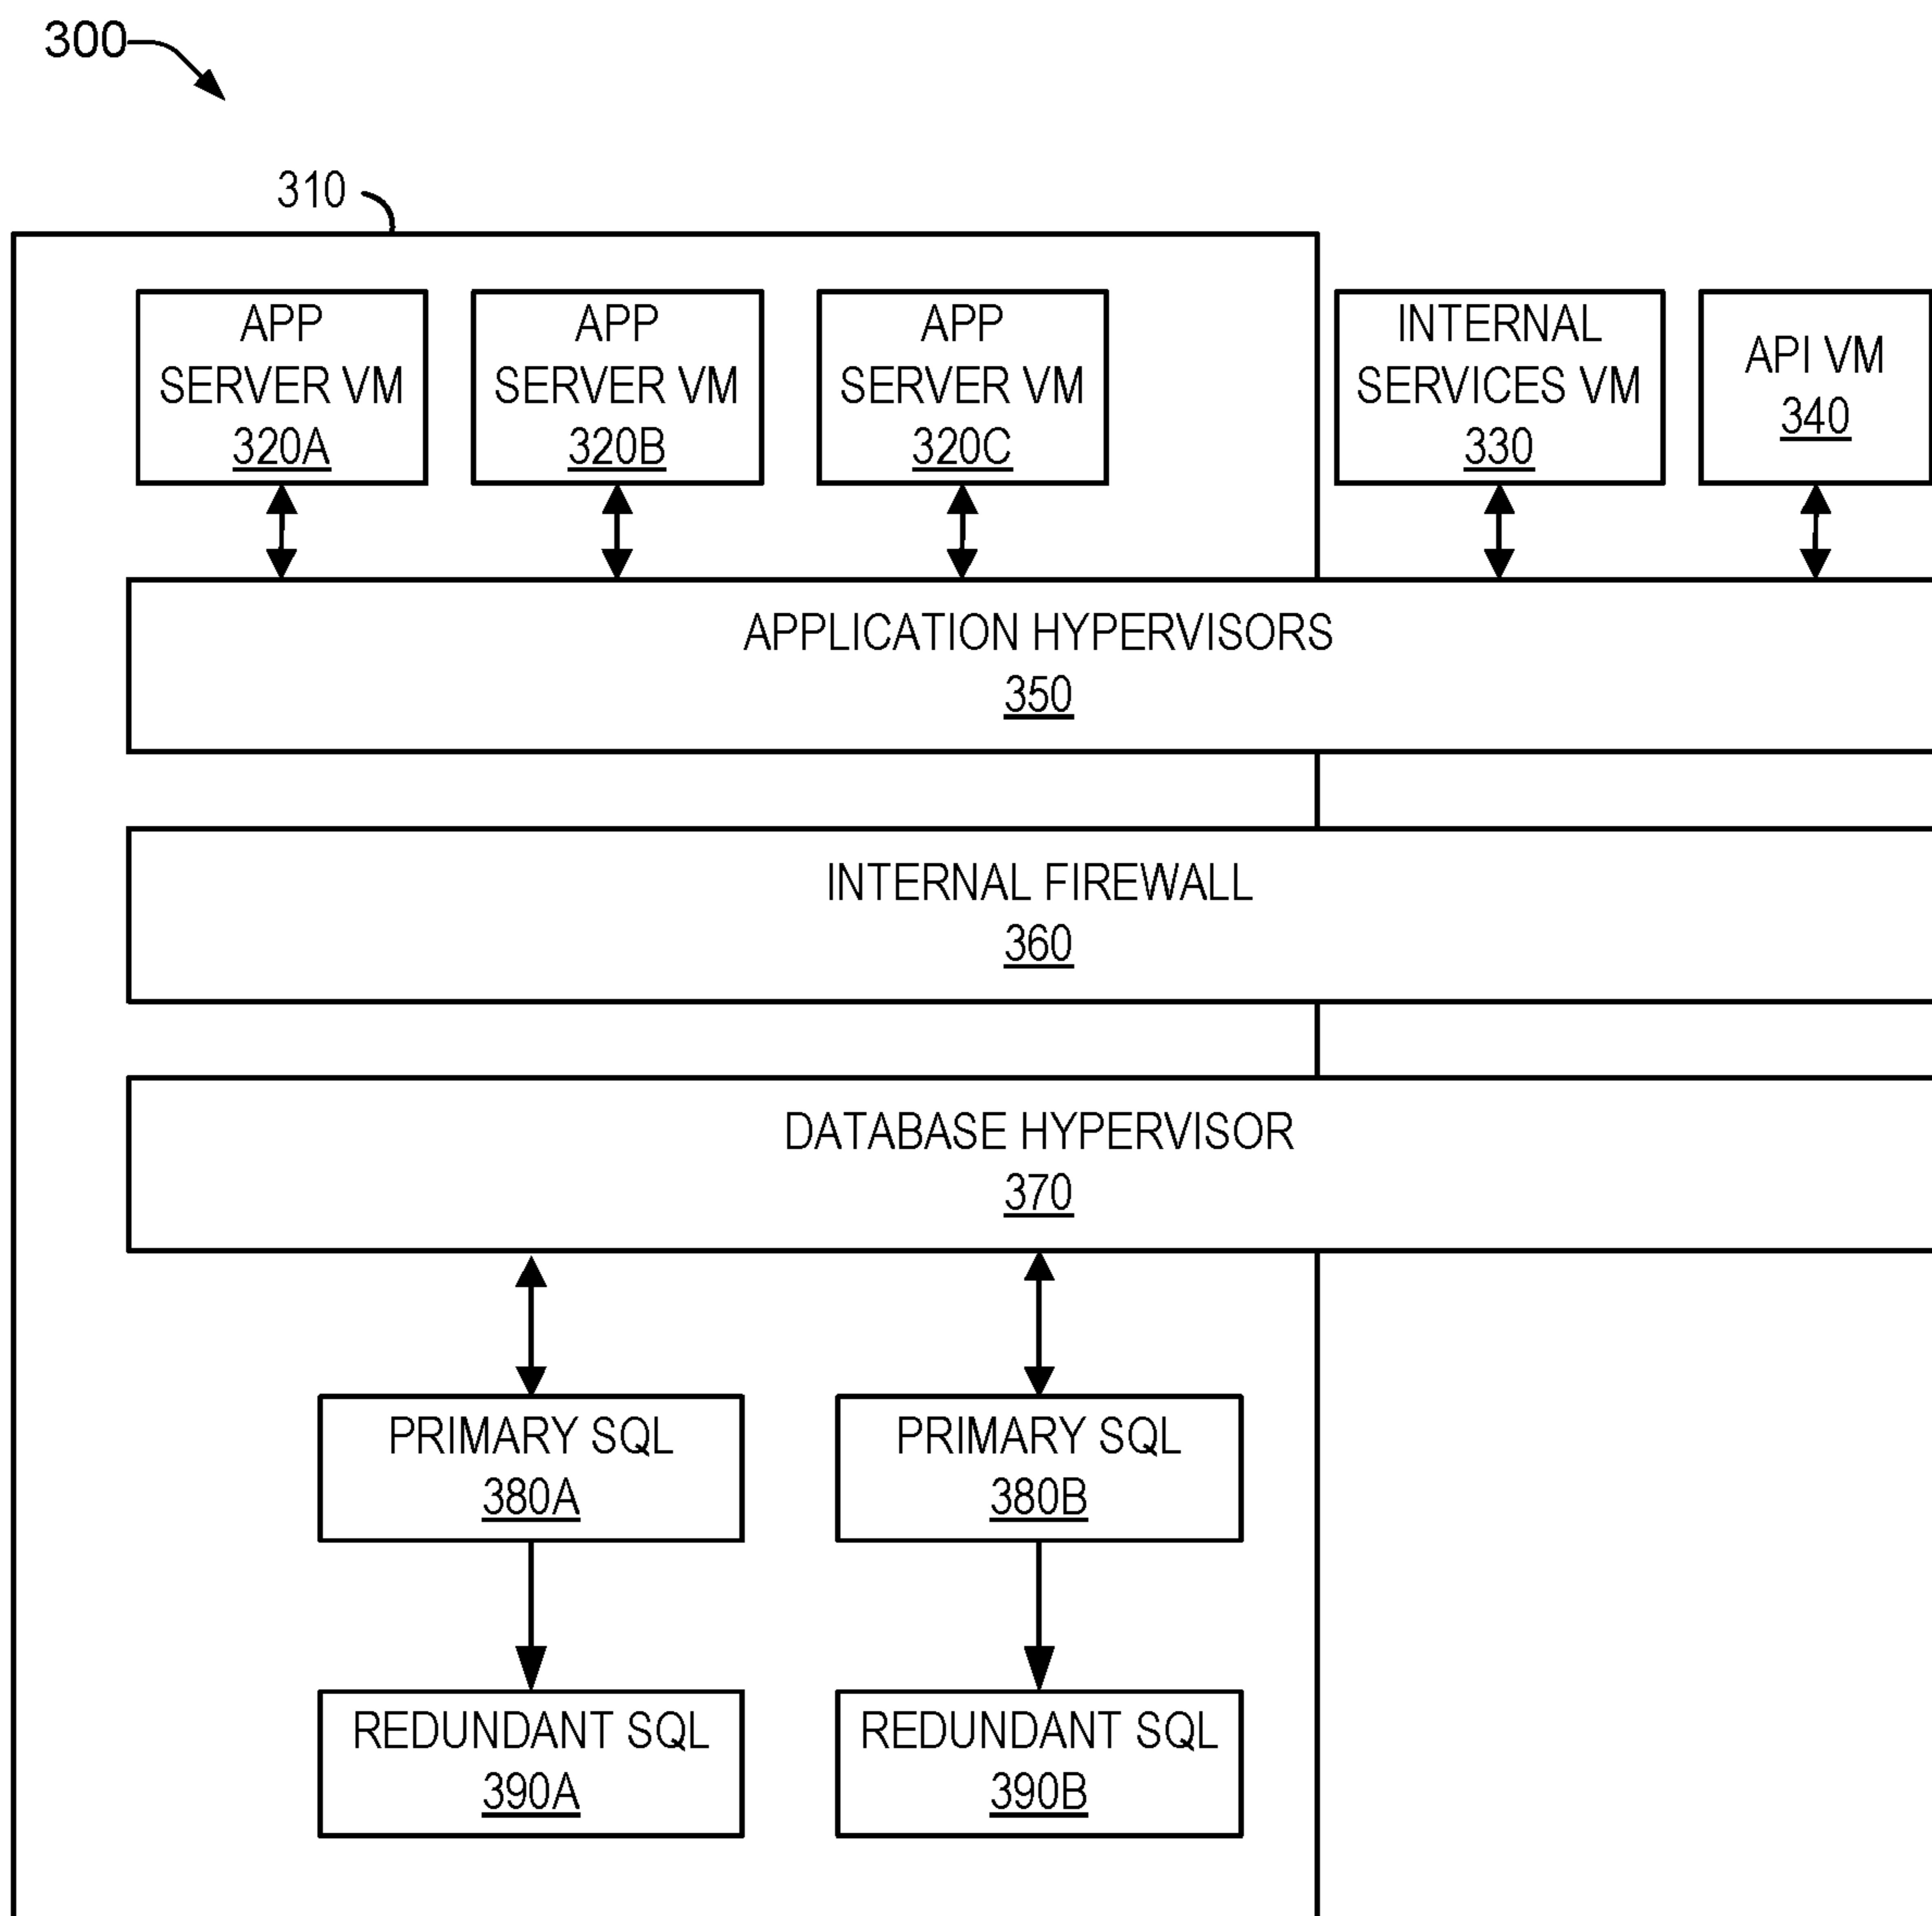 300
310
APP
SERVER VM
320A
APP
SERVER VM
320B
APP
SERVER VM
320C
INTERNAL
SERVICES VM
330
API VM
340
APPLICATION HYPERVISORS
350
INTERNAL FIREWALL
360
DATABASE HYPERVISOR
370
PRIMARY SQL
380A
PRIMARY SQL
380B
REDUNDANT SQL
390A
REDUNDANT SQL
390B